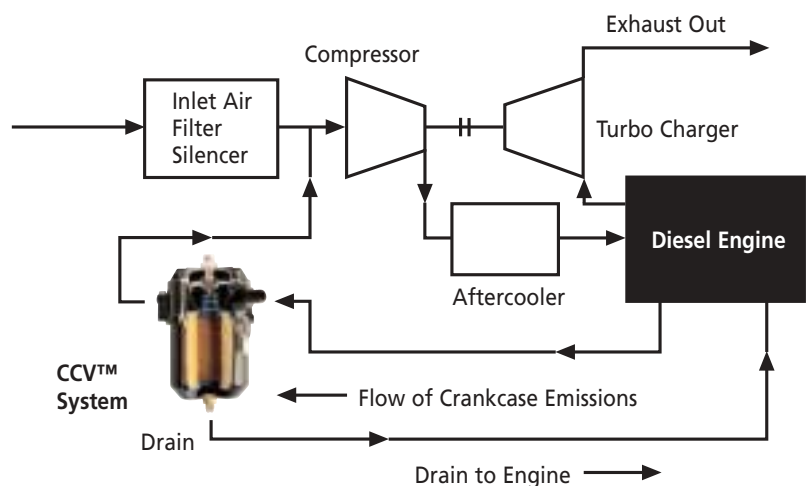 Exhaust Out
Compressor
Inlet Air
Filter
Silencer
Turbo Charger
Diesel Engine
Aftercooler
CCV™
System
Flow of Crankcase Emissions
Drain
Drain to Engine